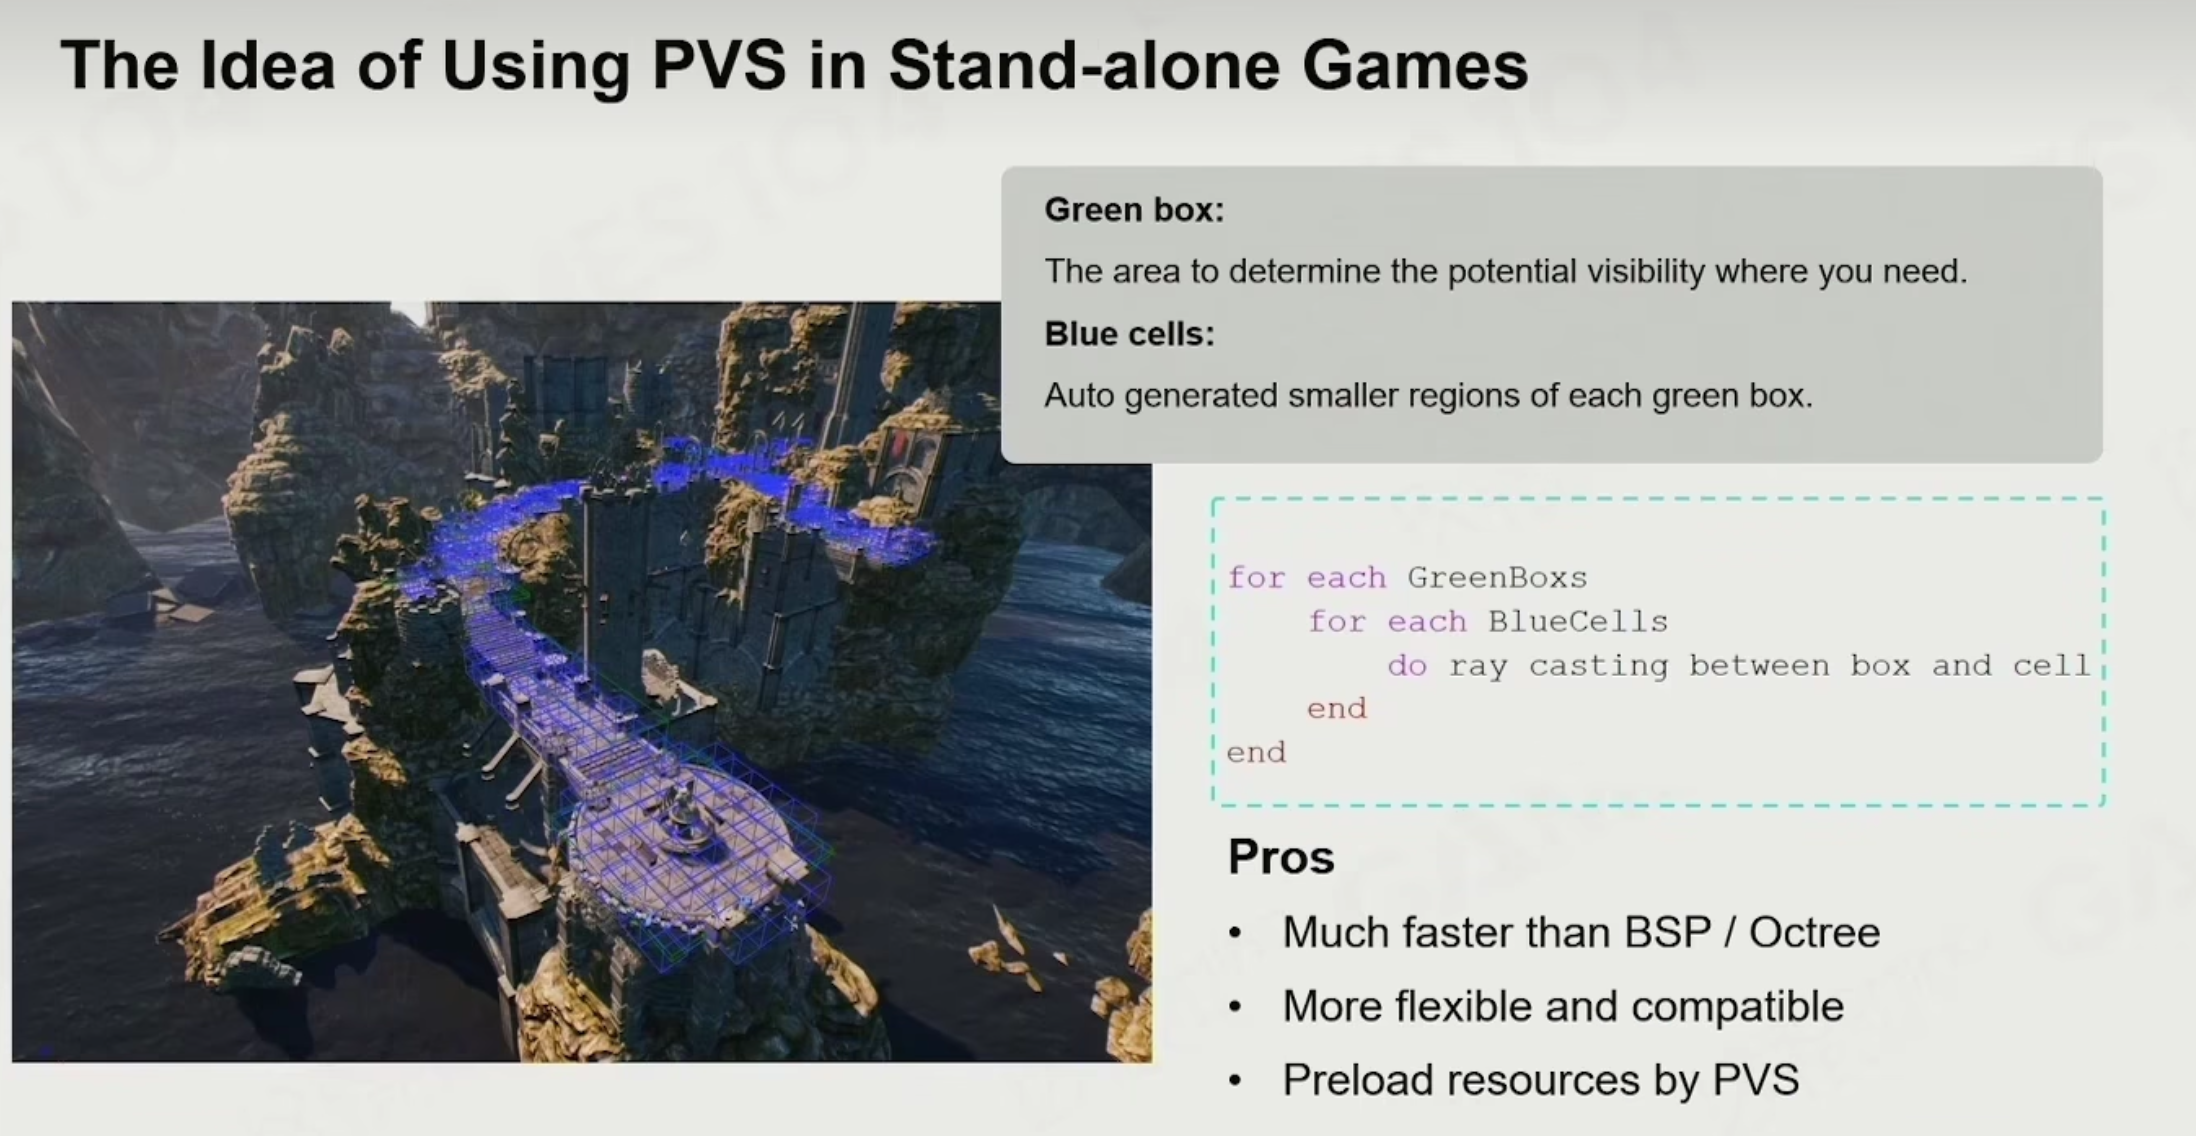 The Idea of Using PVS in Stand-alone Games
Green box:
The area to determine the potential visibility where you need.
Blue cells:
Auto generated smaller regions of each green box.
for each GreenBoxs
for each BlueCells
do ray casting between box and cell
end
end
Pros
• Much faster than BSP / Octree
• More flexible and compatible
• Preload resources by PVS